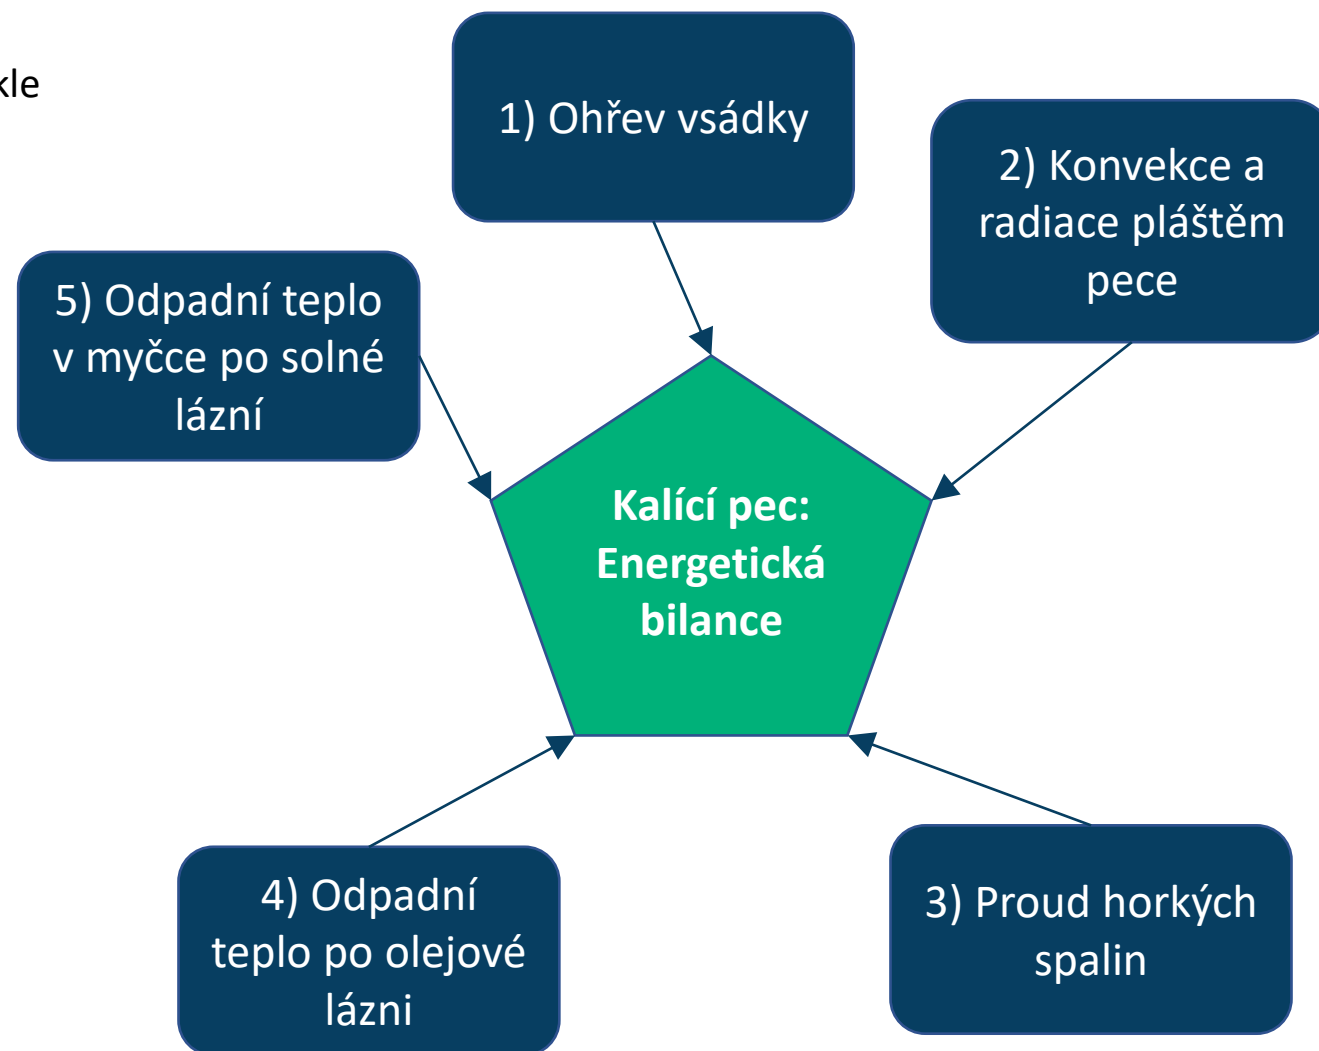 kle
1) Ohřev vsádky
2) Konvekce a
radiace pláštěm
pece
5) Odpadní teplo
v myčce po solné
lázní
Kalící pec:
Energetická
bilance
4) Odpadní
teplo po olejové
lázni
3) Proud horkých
spalin